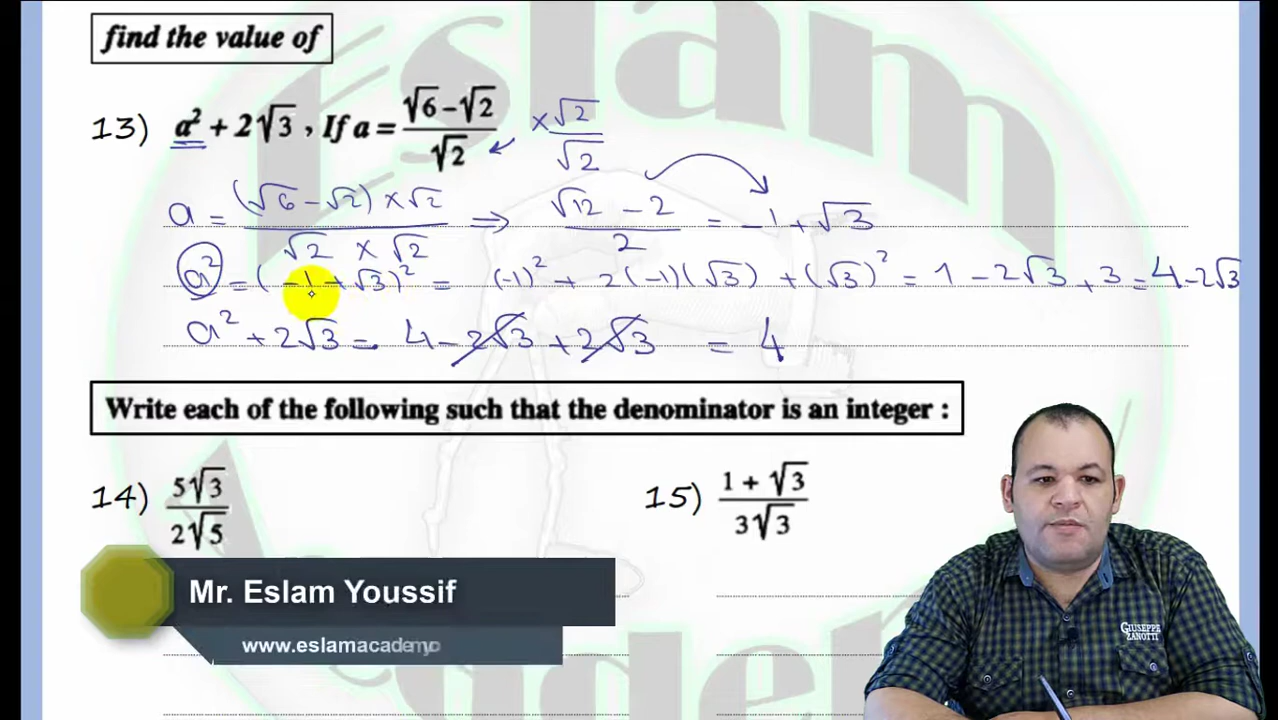 find the value of
13) a² + 2√3 , If a = (√6 - √2)/√2 × √2/√2
a = ((√6 - √2) × √2)/(√2 × √2) ⇒ (√12 - 2)/2 = -1 + √3
a² = (-1 + √3)² = (-1)² + 2(-1)(√3) + (√3)² = 1 - 2√3 + 3 = 4 - 2√3
a² + 2√3 = 4 - 2√3 + 2√3 = 4
Write each of the following such that the denominator is an integer :
14) 5√3/2√5 15) (1 + √3)/3√3
Mr. Eslam Youssif
www.eslamacademy
GIUSEPPE
ZANOTTI
Eslam